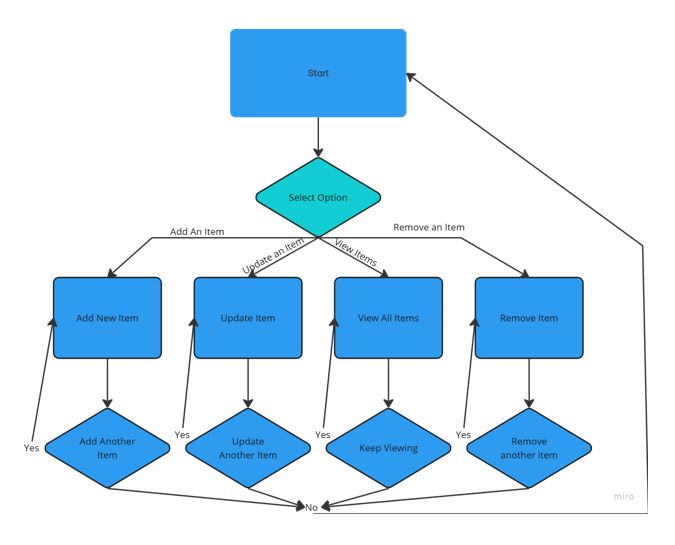 Start
Select Option
Add An Item
Update an Item
View Items
Remove an Item
Add New Item
Update Item
View All Items
Remove Item
Yes
Add Another
Item
Yes
Update
Another Item
Yes
Keep Viewing
Yes
Remove
another item
No
miro